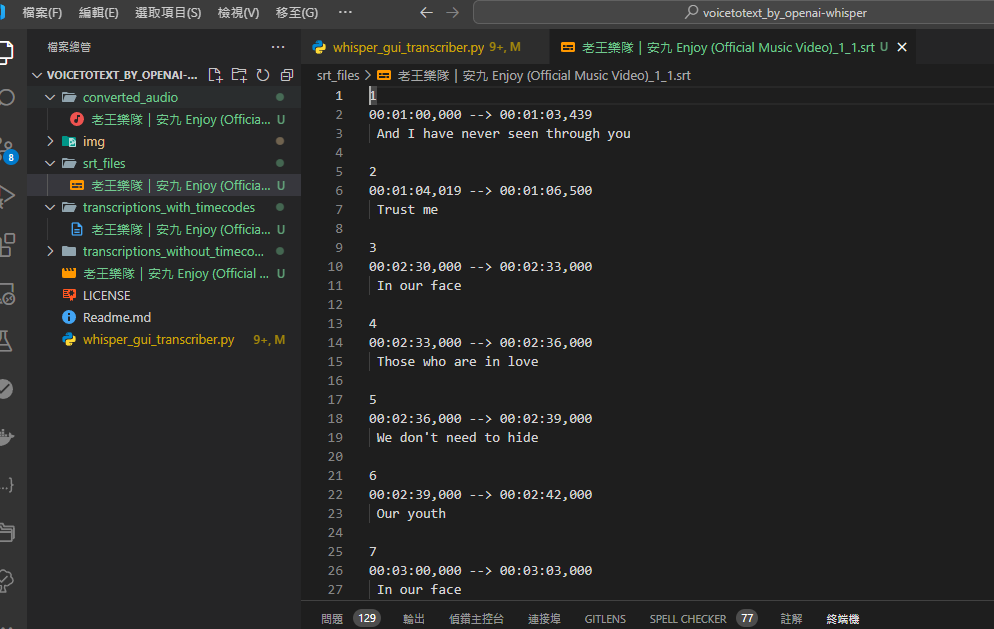 檔案(F) 編輯(E) 選取項目(S) 檢視(V) 移至(G) ··· voicetotext_by_openai-whisper
檔案總管 ···
VOICETOTEXT_BY_OPENAI-...
converted_audio
老王樂隊｜安九 Enjoy (Officia... U
img
srt_files
老王樂隊｜安九 Enjoy (Officia... U
transcriptions_with_timecodes
老王樂隊｜安九 Enjoy (Officia... U
transcriptions_without_timeco...
老王樂隊｜安九 Enjoy (Official ... U
LICENSE
Readme.md
whisper_gui_transcriber.py 9+, M
8
whisper_gui_transcriber.py 9+, M
老王樂隊｜安九 Enjoy (Official Music Video)_1_1.srt U
srt_files > 老王樂隊｜安九 Enjoy (Official Music Video)_1_1.srt
1 1
2 00:01:00,000 --> 00:01:03,439
3 And I have never seen through you
4
5 2
6 00:01:04,019 --> 00:01:06,500
7 Trust me
8
9 3
10 00:02:30,000 --> 00:02:33,000
11 In our face
12
13 4
14 00:02:33,000 --> 00:02:36,000
15 Those who are in love
16
17 5
18 00:02:36,000 --> 00:02:39,000
19 We don't need to hide
20
21 6
22 00:02:39,000 --> 00:02:42,000
23 Our youth
24
25 7
26 00:03:00,000 --> 00:03:03,000
27 In our face
問題 129 輸出 偵錯主控台 連接埠 GITLENS SPELL CHECKER 77 註解 終端機